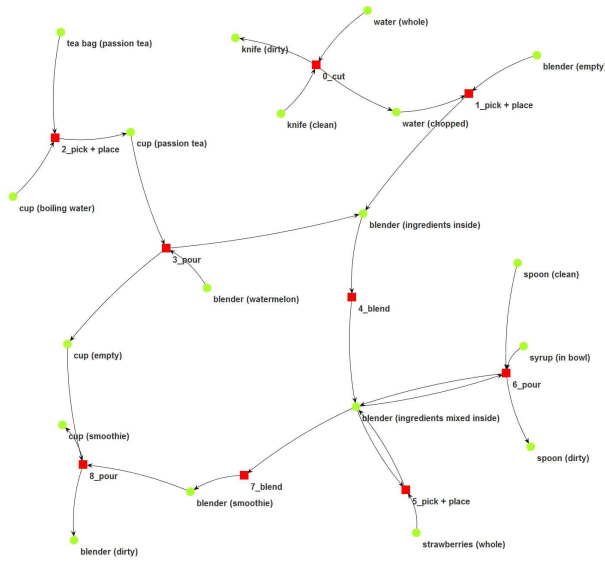 water (whole)
tea bag (passion tea)
knife (dirty)
0_cut
blender (empty)
1_pick + place
knife (clean)
water (chopped)
2_pick + place
cup (passion tea)
cup (boiling water)
blender (ingredients inside)
3_pour
spoon (clean)
blender (watermelon)
4_blend
cup (empty)
syrup (in bowl)
6_pour
blender (ingredients mixed inside)
cup (smoothie)
spoon (dirty)
8_pour
7_blend
blender (smoothie)
5_pick + place
strawberries (whole)
blender (dirty)